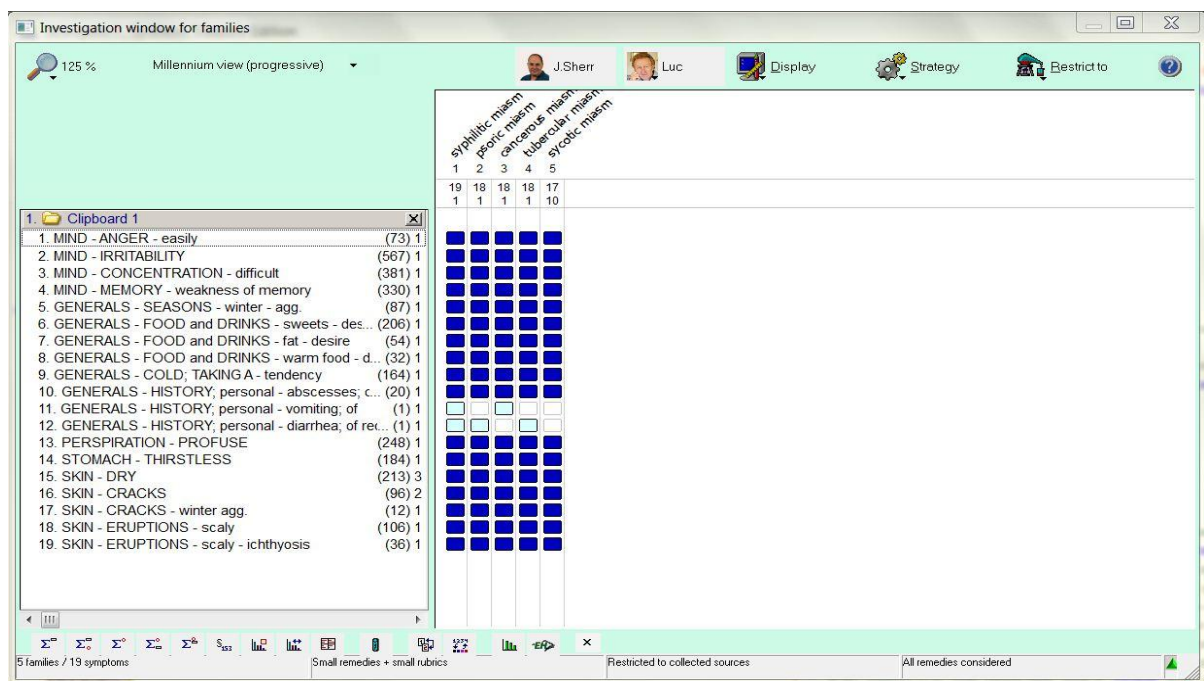 Investigation window for families
125 % Millennium view (progressive) J.Sherr Luc Display Strategy Restrict to
syphilitic miasm
psoric miasm
cancerous miasm
tubercular miasm
sycotic miasm
1 2 3 4 5
19 18 18 18 17
1 1 1 1 10
1. Clipboard 1
1. MIND - ANGER - easily (73) 1
2. MIND - IRRITABILITY (567) 1
3. MIND - CONCENTRATION - difficult (381) 1
4. MIND - MEMORY - weakness of memory (330) 1
5. GENERALS - SEASONS - winter - agg. (87) 1
6. GENERALS - FOOD and DRINKS - sweets - des... (206) 1
7. GENERALS - FOOD and DRINKS - fat - desire (54) 1
8. GENERALS - FOOD and DRINKS - warm food - d... (32) 1
9. GENERALS - COLD; TAKING A - tendency (164) 1
10. GENERALS - HISTORY; personal - abscesses; c... (20) 1
11. GENERALS - HISTORY; personal - vomiting; of (1) 1
12. GENERALS - HISTORY; personal - diarrhea; of rec... (1) 1
13. PERSPIRATION - PROFUSE (248) 1
14. STOMACH - THIRSTLESS (184) 1
15. SKIN - DRY (213) 3
16. SKIN - CRACKS (96) 2
17. SKIN - CRACKS - winter agg. (12) 1
18. SKIN - ERUPTIONS - scaly (106) 1
19. SKIN - ERUPTIONS - scaly - ichthyosis (36) 1
5 families / 19 symptoms Small remedies + small rubrics Restricted to collected sources All remedies considered